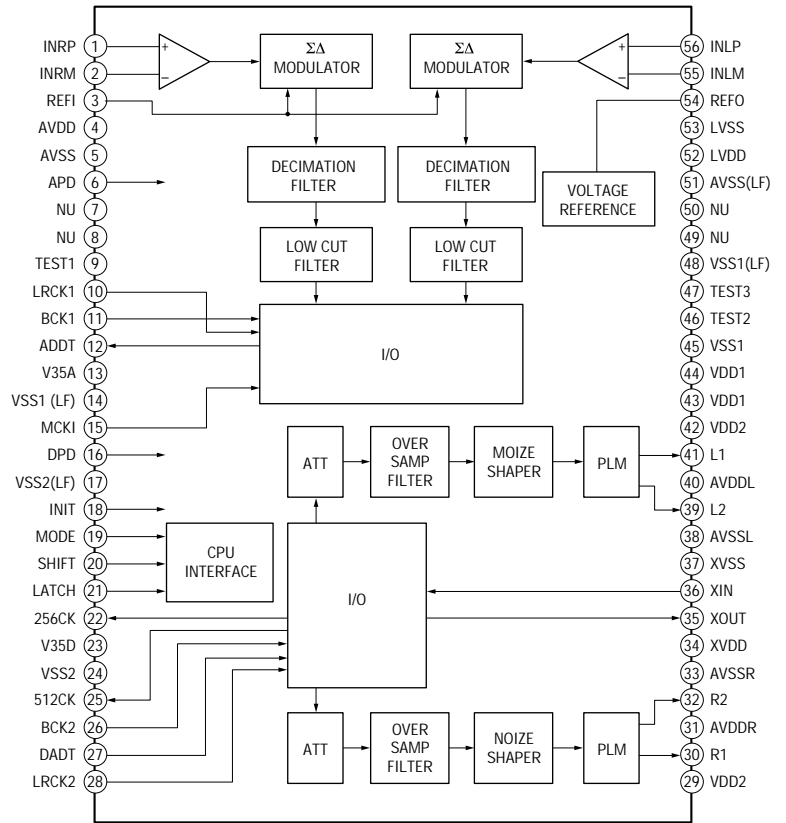 INRP 1
INRM 2
REFI 3
AVDD 4
AVSS 5
APD 6
NU 7
NU 8
TEST1 9
LRCK1 10
BCK1 11
ADDT 12
V35A 13
VSS1 (LF) 14
MCKI 15
DPD 16
VSS2(LF) 17
INIT 18
MODE 19
SHIFT 20
LATCH 21
256CK 22
V35D 23
VSS2 24
512CK 25
BCK2 26
DADT 27
LRCK2 28
+
−
ΣΔ
MODULATOR
ΣΔ
MODULATOR
+
−
DECIMATION
FILTER
DECIMATION
FILTER
VOLTAGE
REFERENCE
LOW CUT
FILTER
LOW CUT
FILTER
I/O
ATT
OVER
SAMP
FILTER
MOIZE
SHAPER
PLM
CPU
INTERFACE
I/O
ATT
OVER
SAMP
FILTER
NOIZE
SHAPER
PLM
56 INLP
55 INLM
54 REFO
53 LVSS
52 LVDD
51 AVSS(LF)
50 NU
49 NU
48 VSS1(LF)
47 TEST3
46 TEST2
45 VSS1
44 VDD1
43 VDD1
42 VDD2
41 L1
40 AVDDL
39 L2
38 AVSSL
37 XVSS
36 XIN
35 XOUT
34 XVDD
33 AVSSR
32 R2
31 AVDDR
30 R1
29 VDD2